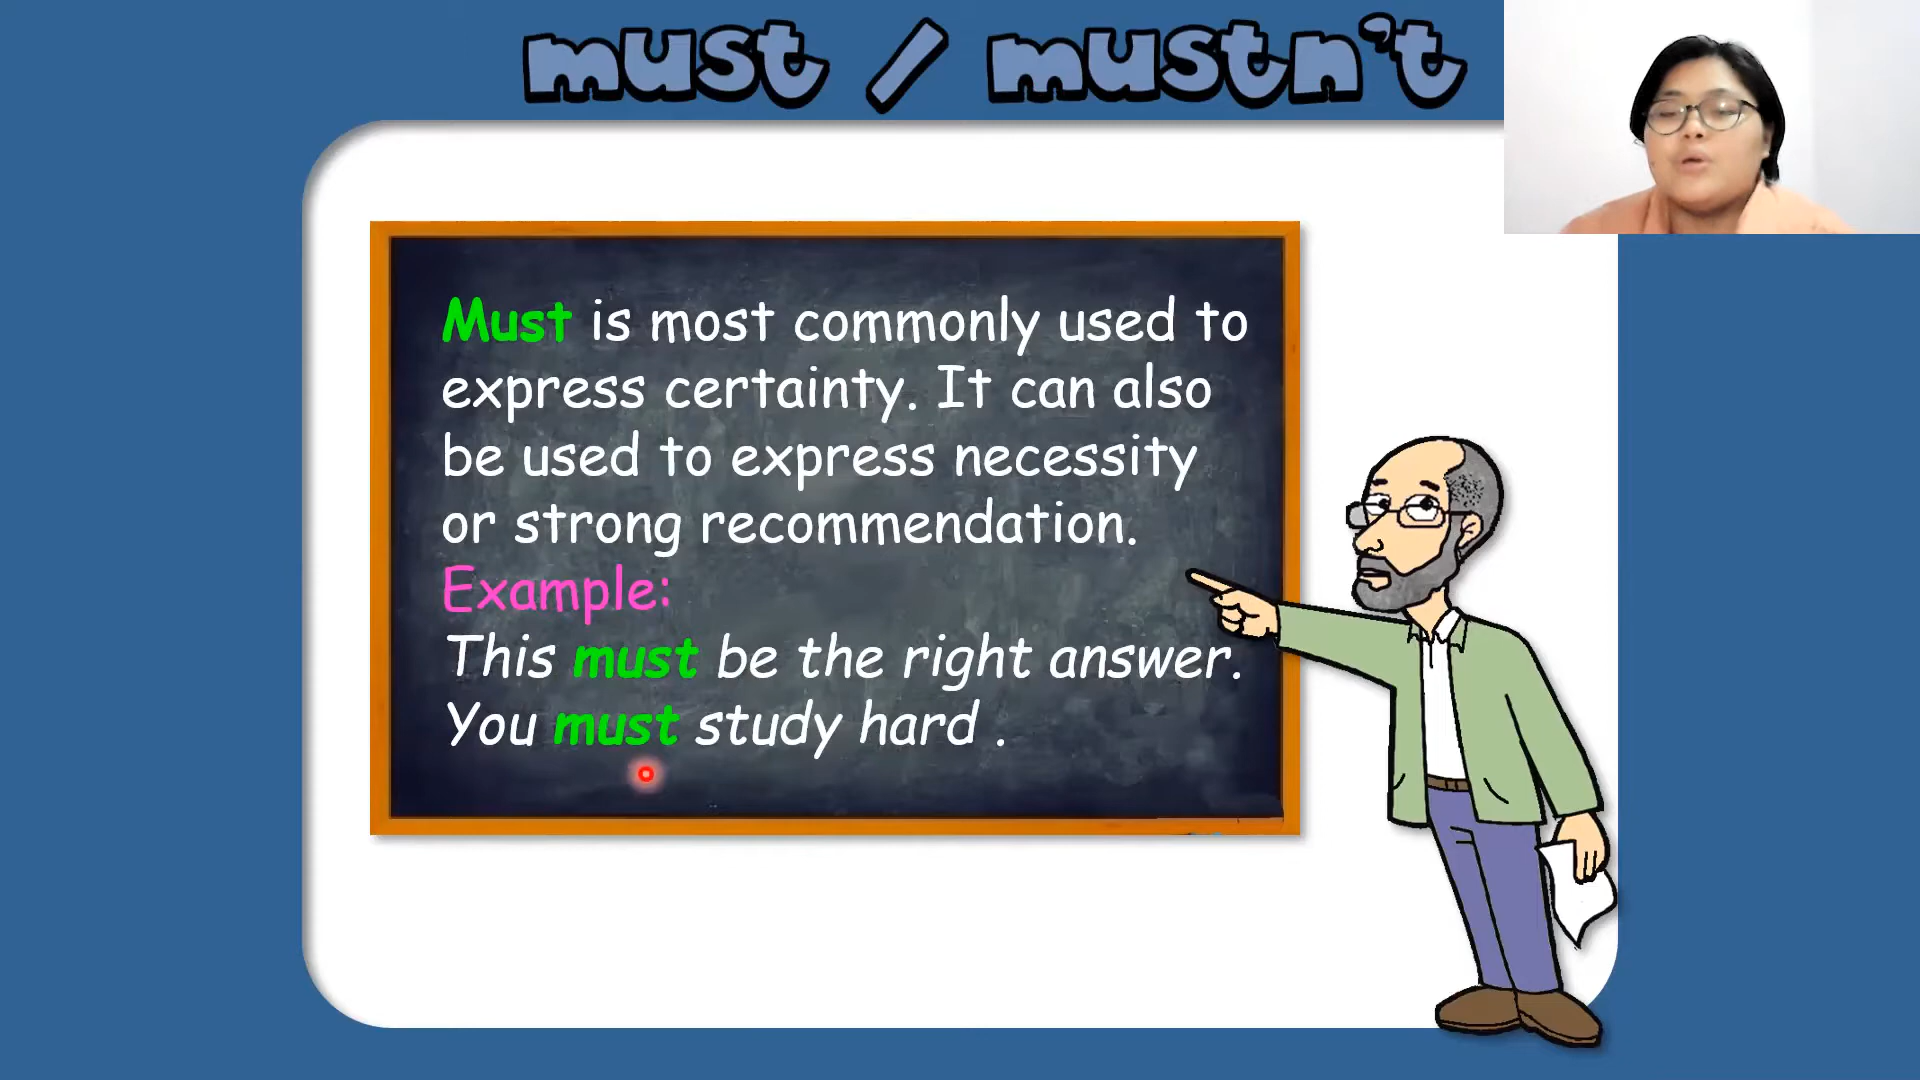 must / mustn't
Must is most commonly used to
express certainty. It can also
be used to express necessity
or strong recommendation.
Example:
This must be the right answer.
You must study hard .